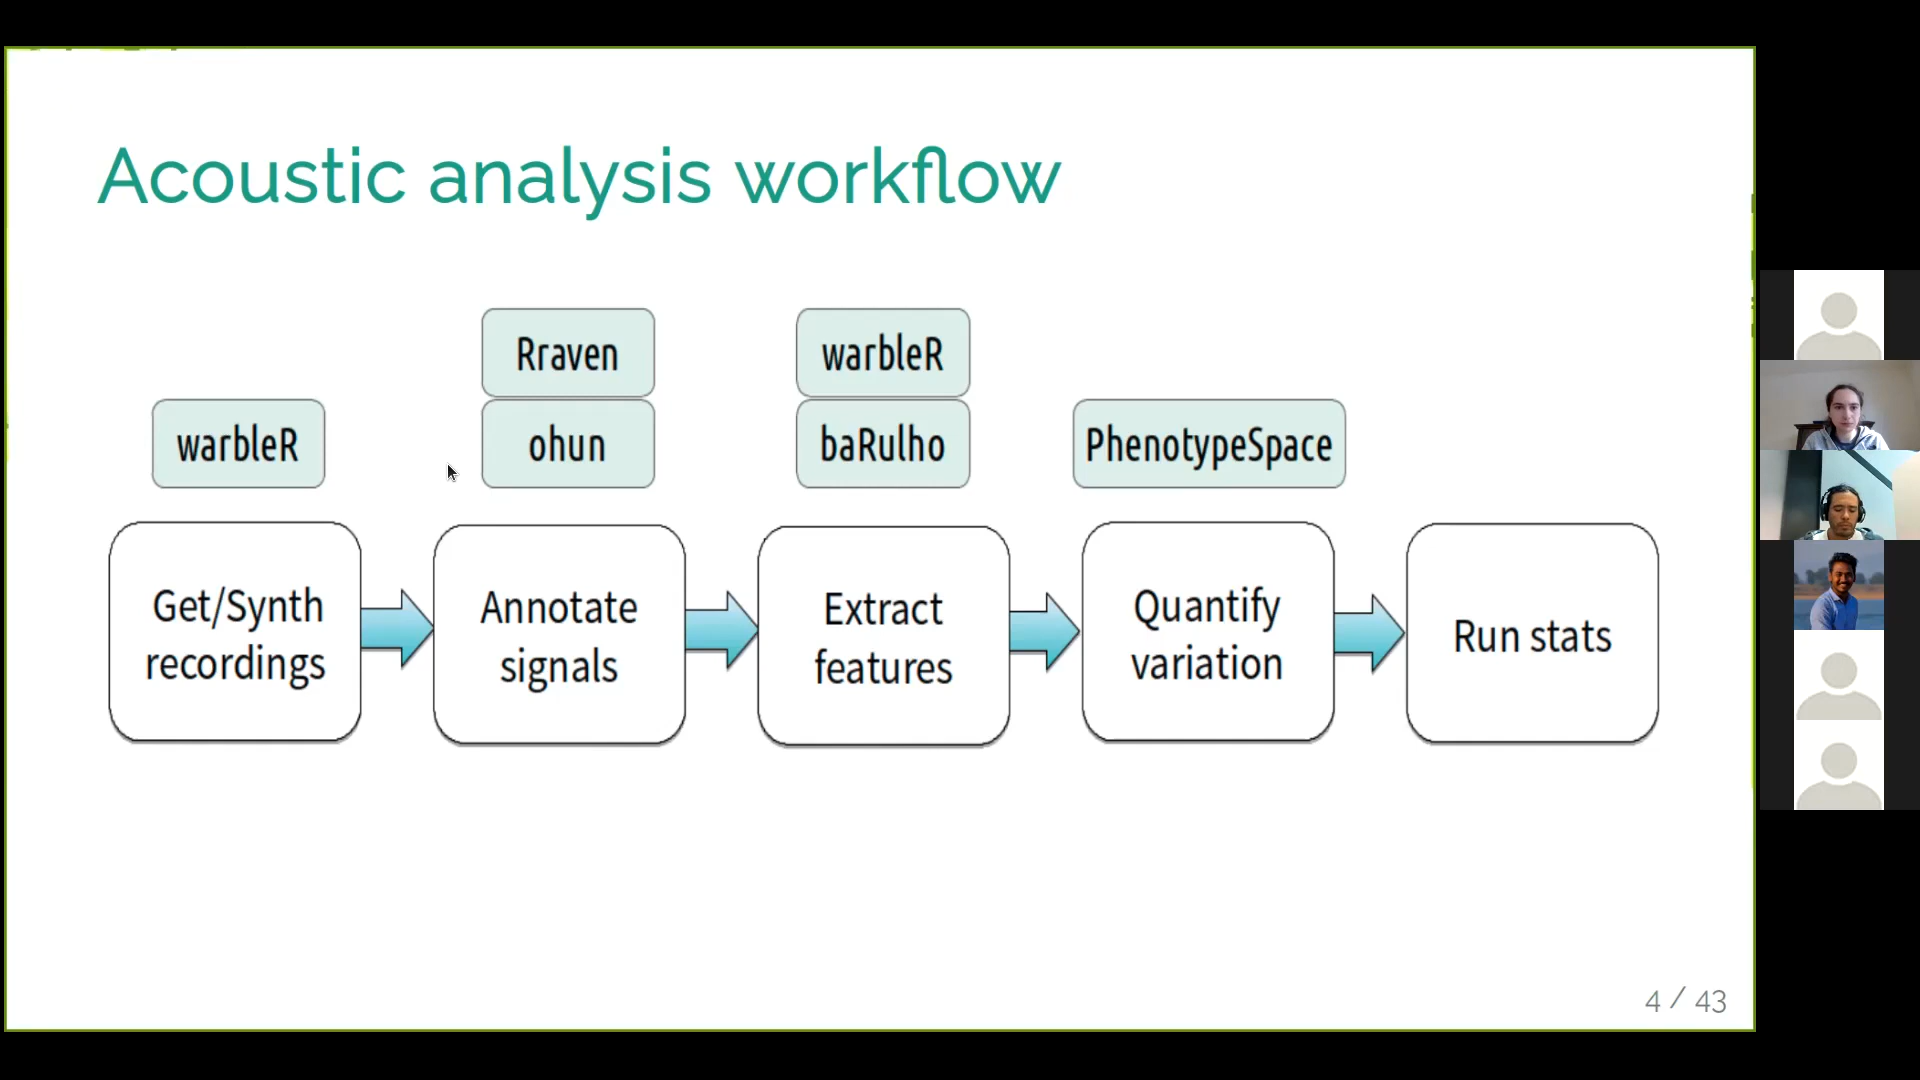 Acoustic analysis workflow
Rraven
warbleR
warbleR
ohun
baRulho
PhenotypeSpace
Get/Synth
recordings
Annotate
signals
Extract
features
Quantify
variation
Run stats
4 / 43